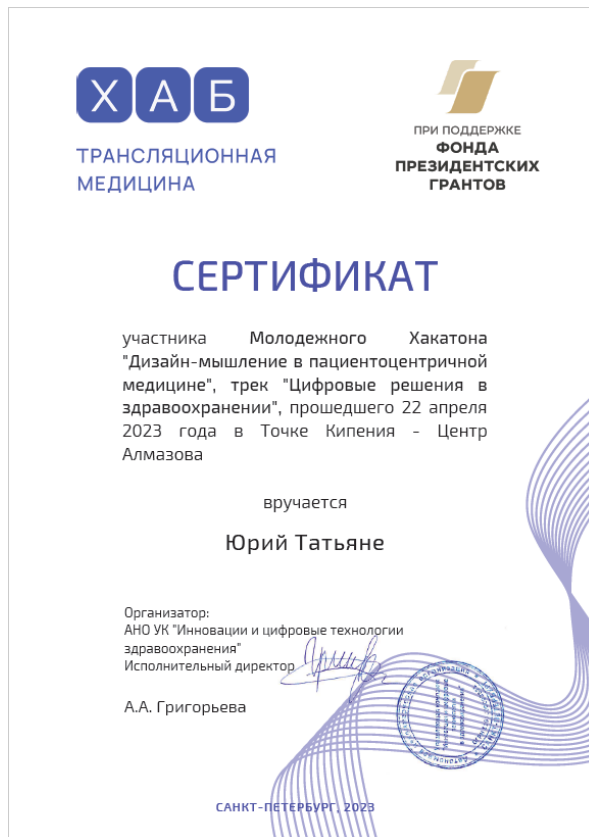 ХАБ
ТРАНСЛЯЦИОННАЯ
МЕДИЦИНА
ПРИ ПОДДЕРЖКЕ
ФОНДА
ПРЕЗИДЕНТСКИХ
ГРАНТОВ
СЕРТИФИКАТ
участника Молодежного Хакатона
"Дизайн-мышление в пациентоцентричной
медицине", трек "Цифровые решения в
здравоохранении", прошедшего 22 апреля
2023 года в Точке Кипения - Центр
Алмазова
вручается
Юрий Татьяне
Организатор:
АНО УК "Инновации и цифровые технологии
здравоохранения"
Исполнительный директор
А.А. Григорьева
САНКТ-ПЕТЕРБУРГ, 2023